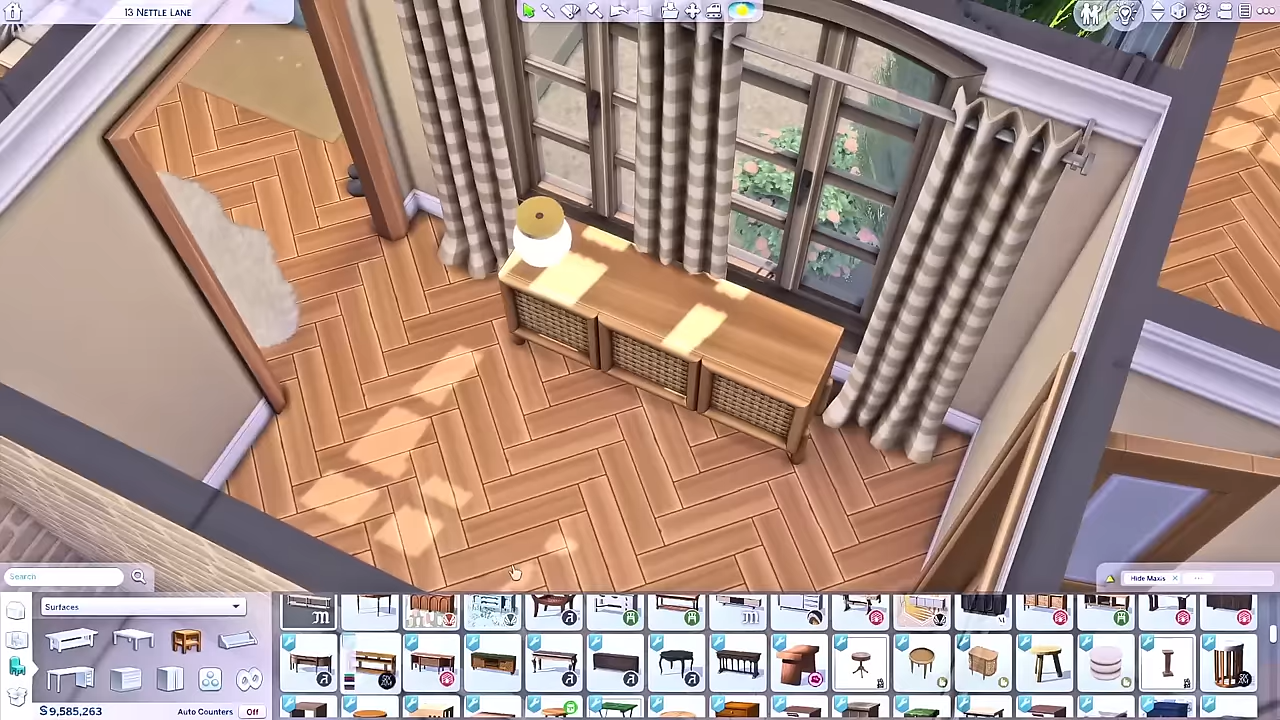 13 NETTLE LANE
Hide Maxis ×
Search
Surfaces
$9,585,263
Auto Counters Off